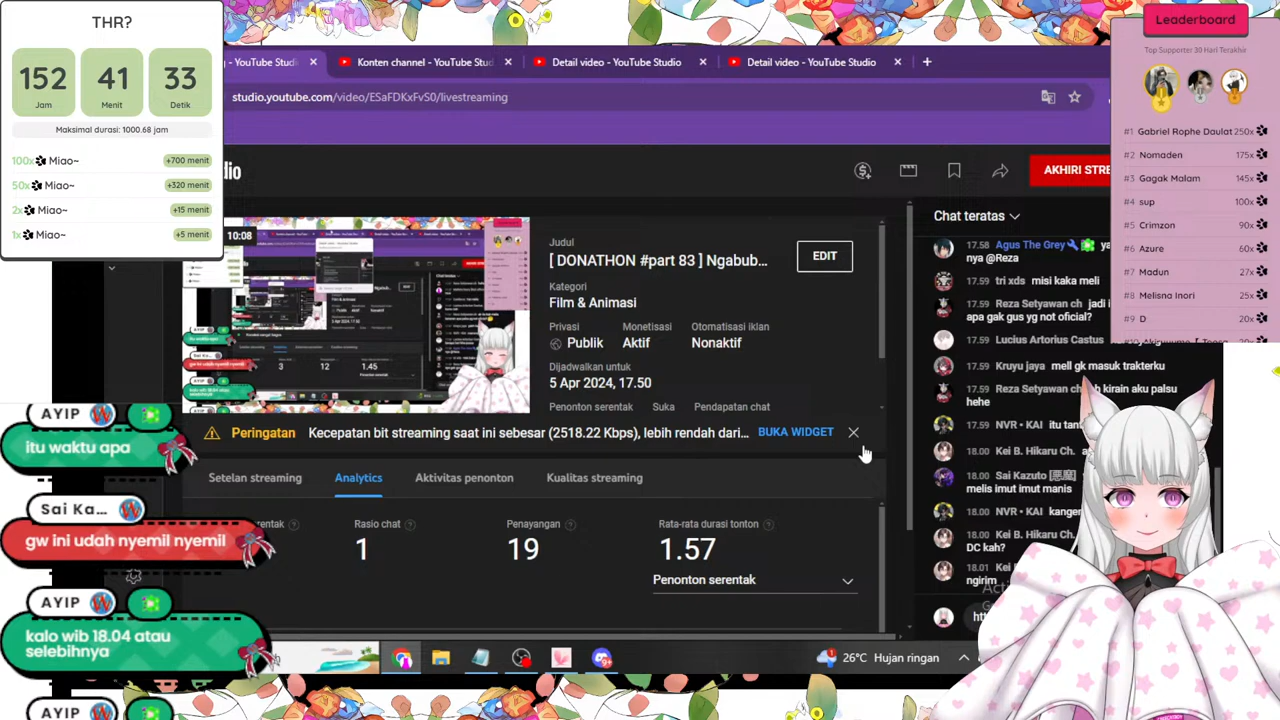 THR?
152
41
33
Jam
Menit
Detik
Maksimal durasi: 1000.68 jam
100x Miao~ +700 menit
50x Miao~ +320 menit
2x Miao~ +15 menit
1x Miao~ +5 menit
- YouTube Studi
Konten channel - YouTube Stud
Detail video - YouTube Studio
Detail video - YouTube Studio
studio.youtube.com/video/ESaFDKxFvS0/livestreaming
AKHIRI STRE
10:08
Judul
[ DONATHON #part 83 ] Ngabub...
EDIT
Kategori
Film & Animasi
Privasi
Monetisasi
Otomatisasi iklan
Publik
Aktif
Nonaktif
Dijadwalkan untuk
5 Apr 2024, 17.50
Penonton serentak
Suka
Pendapatan chat
Peringatan
Kecepatan bit streaming saat ini sebesar (2518.22 Kbps), lebih rendah dari...
BUKA WIDGET
Setelan streaming
Analytics
Aktivitas penonton
Kualitas streaming
Rasio chat
Penayangan
Rata-rata durasi tonton
1
19
1.57
Penonton serentak
Chat teratas
17.58 Agus The Grey
nya @Reza
17.59 tri xds misi kaka meli
17.59 Reza Setyawan ch jadi i
apa gak gus yg not official?
17.59 Lucius Artorius Castus
17.59 Kruyu jaya mell gk masuk trakterku
17.59 Reza Setyawan ch kirain aku palsu
hehe
17.59 NVR • KAI itu tan
18.00 Kei B. Hikaru Ch.
18.00 Sai Kazuto [悪魔]
melis imut imut manis
18.00 NVR • KAI kanger
18.00 Kei B. Hikaru Ch.
DC kah?
18.01 Kei
ngirim
Leaderboard
Top Supporter 30 Hari Terakhir
#1 Gabriel Rophe Daulat 250x
#2 Nomaden 175x
#3 Gagak Malam 145x
#4 sup 100x
#5 Crimzon 90x
#6 Azure 60x
#7 Madun 27x
#8 Melisna Inori 25x
#9 D 20x
AYIP
itu waktu apa
Sai Ka...
gw ini udah nyemil nyemil
AYIP
kalo wib 18.04 atau
selebihnya
AYIP
26°C Hujan ringan